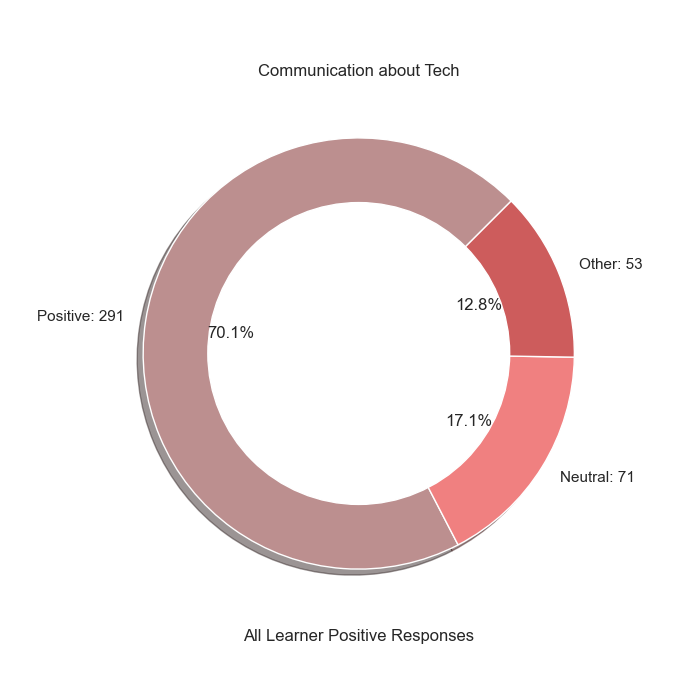 Communication about Tech
Other: 53
12.8%
Positive: 291
70.1%
17.1%
Neutral: 71
All Learner Positive Responses